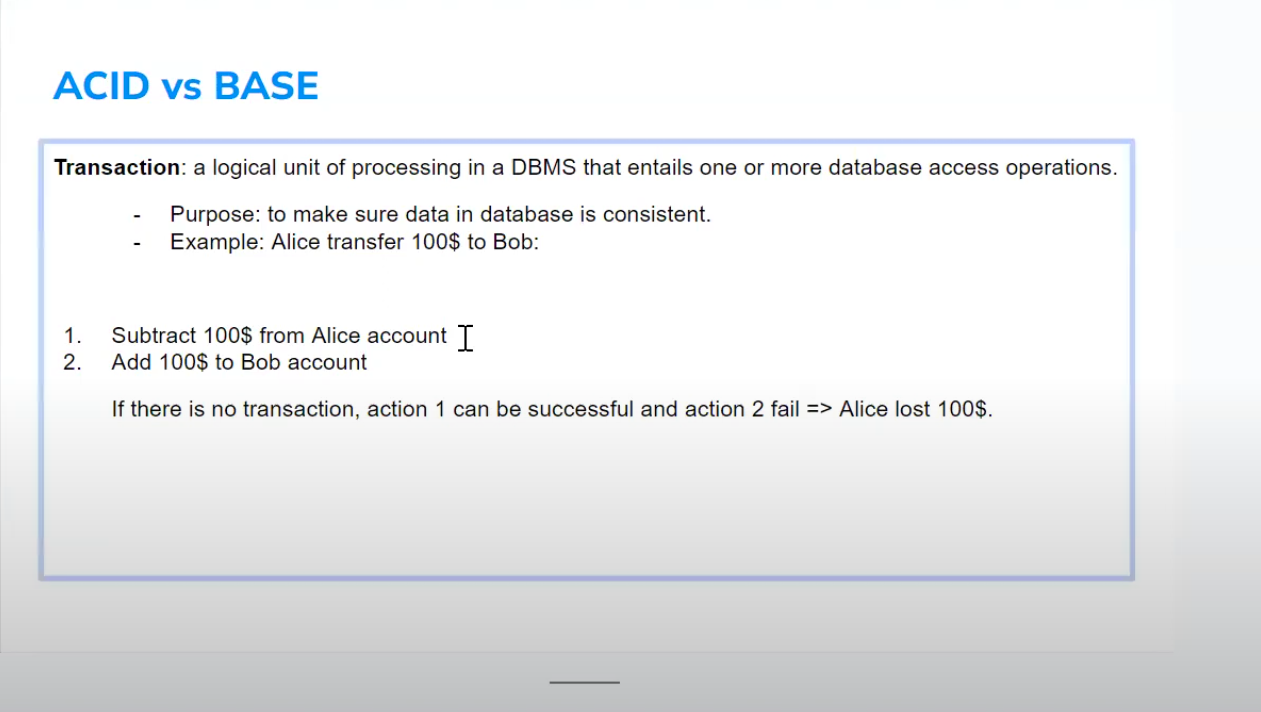 ACID vs BASE
Transaction: a logical unit of processing in a DBMS that entails one or more database access operations.
- Purpose: to make sure data in database is consistent.
- Example: Alice transfer 100$ to Bob:
1. Subtract 100$ from Alice account
2. Add 100$ to Bob account
If there is no transaction, action 1 can be successful and action 2 fail => Alice lost 100$.